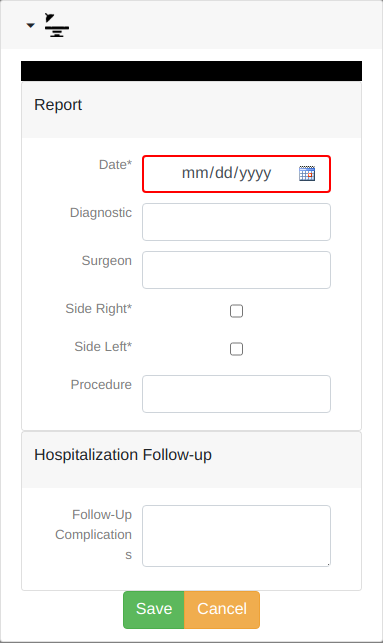 Report
Date*
mm/dd/yyyy
Diagnostic
Surgeon
Side Right*
Side Left*
Procedure
Hospitalization Follow-up
Follow-Up
Complication
s
Save Cancel